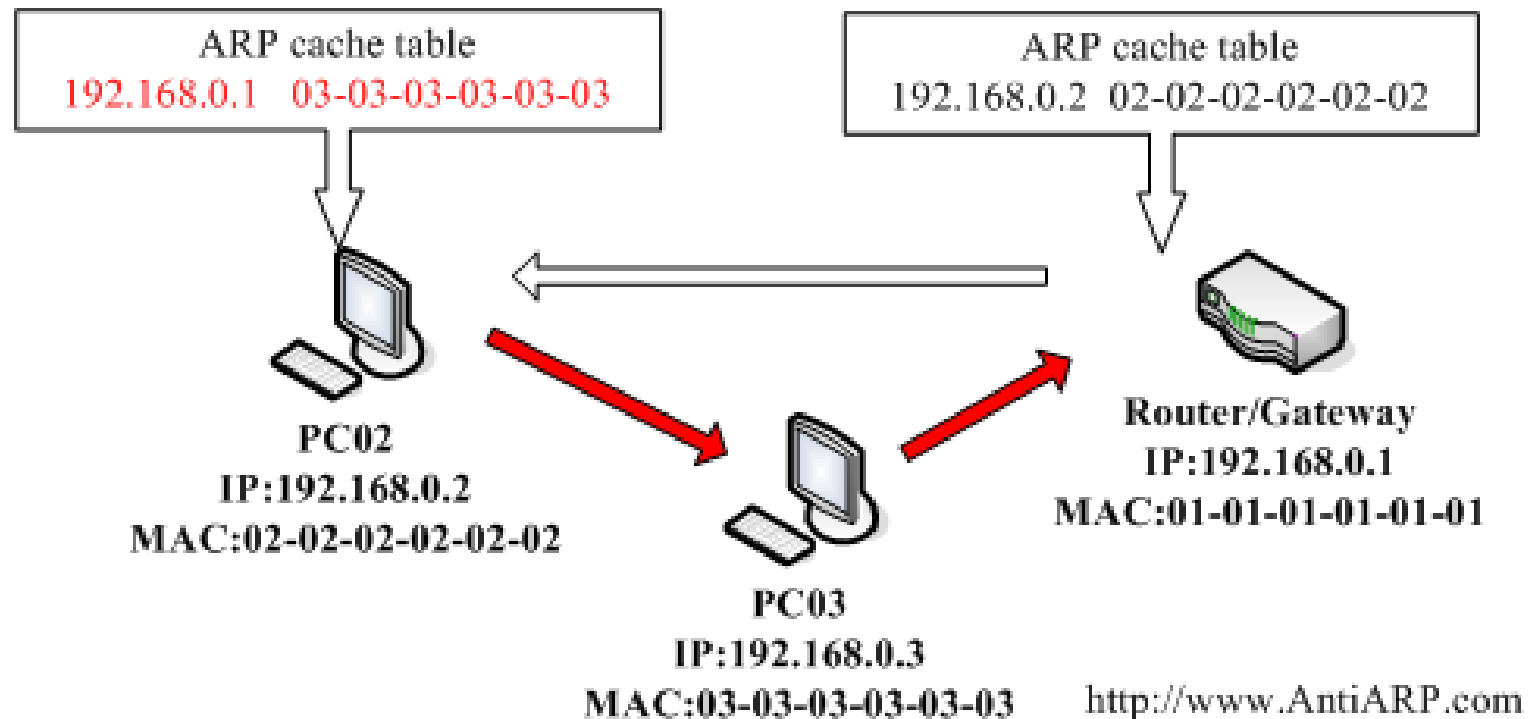 ARP cache table
192.168.0.1 03-03-03-03-03-03
ARP cache table
192.168.0.2 02-02-02-02-02-02
PC02
IP:192.168.0.2
MAC:02-02-02-02-02-02
Router/Gateway
IP:192.168.0.1
MAC:01-01-01-01-01-01
PC03
IP:192.168.0.3
MAC:03-03-03-03-03-03
http://www.AntiARP.com